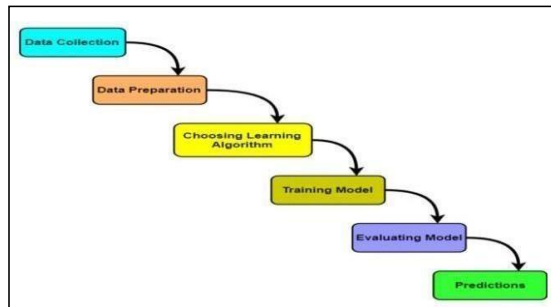 Data Collection
Data Preparation
Choosing Learning
Algorithm
Training Model
Evaluating Model
Predictions